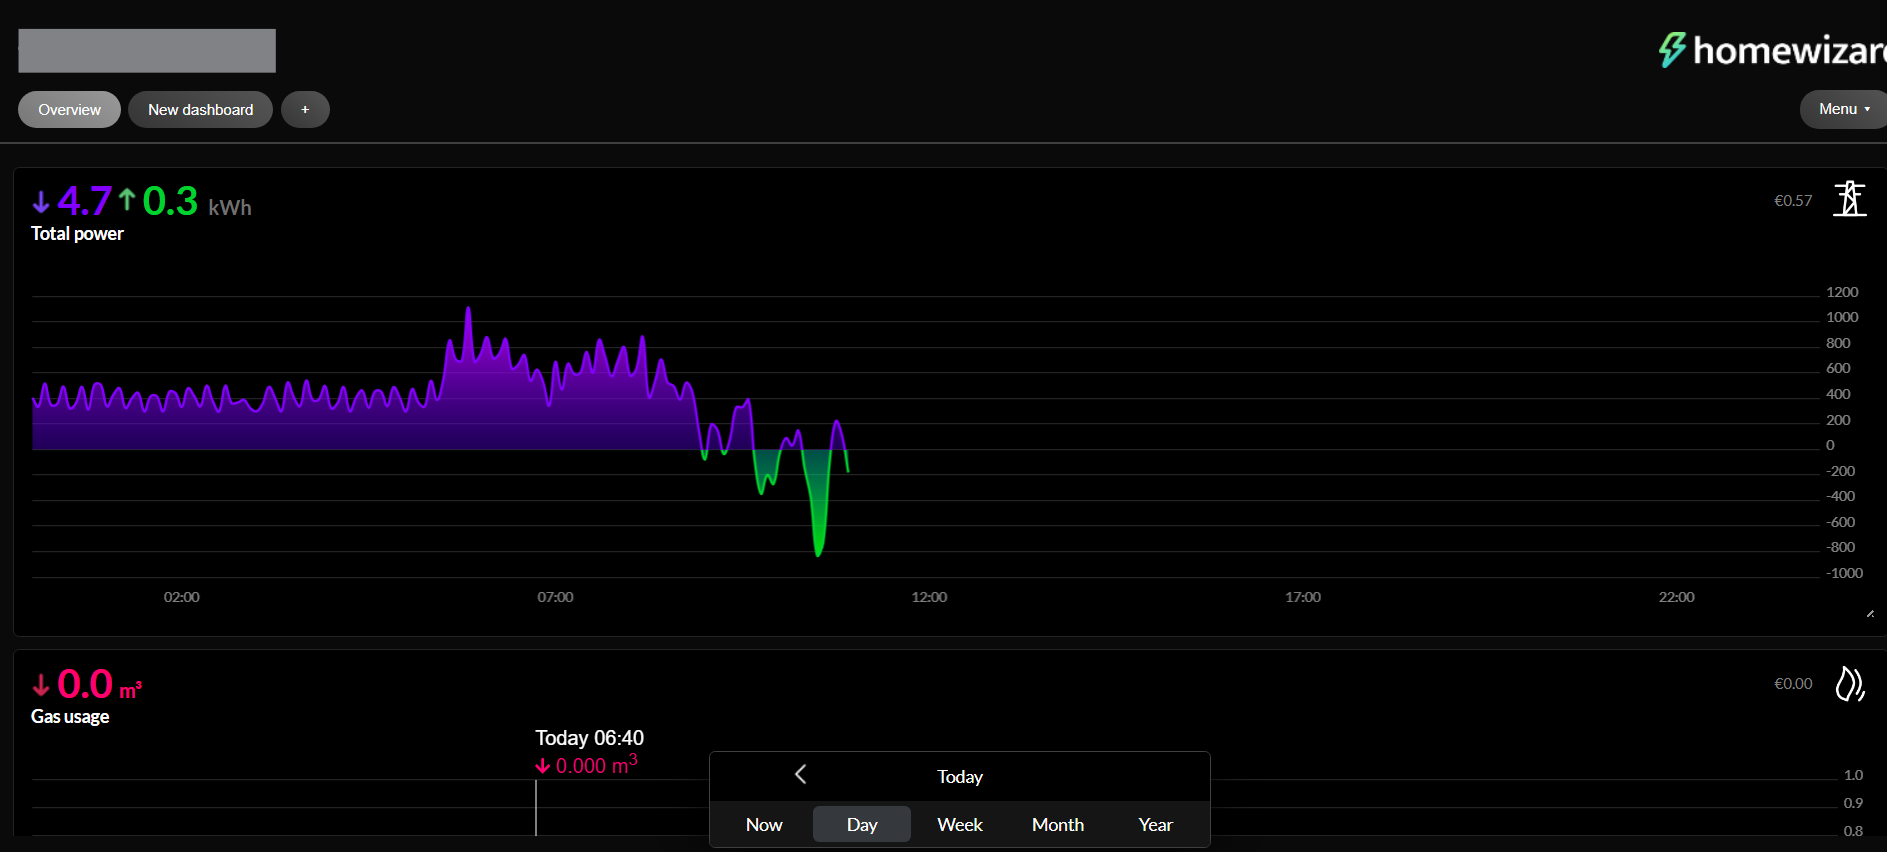 homewizard
Overview
New dashboard
+
Menu
4.7 0.3 kWh
€0.57
Total power
1200
1000
800
600
400
200
0
-200
-400
-600
-800
-1000
02:00 07:00 12:00 17:00 22:00
0.0 m³
€0.00
Gas usage
Today 06:40
0.000 m³
1.0
0.9
0.8
Today
Now Day Week Month Year